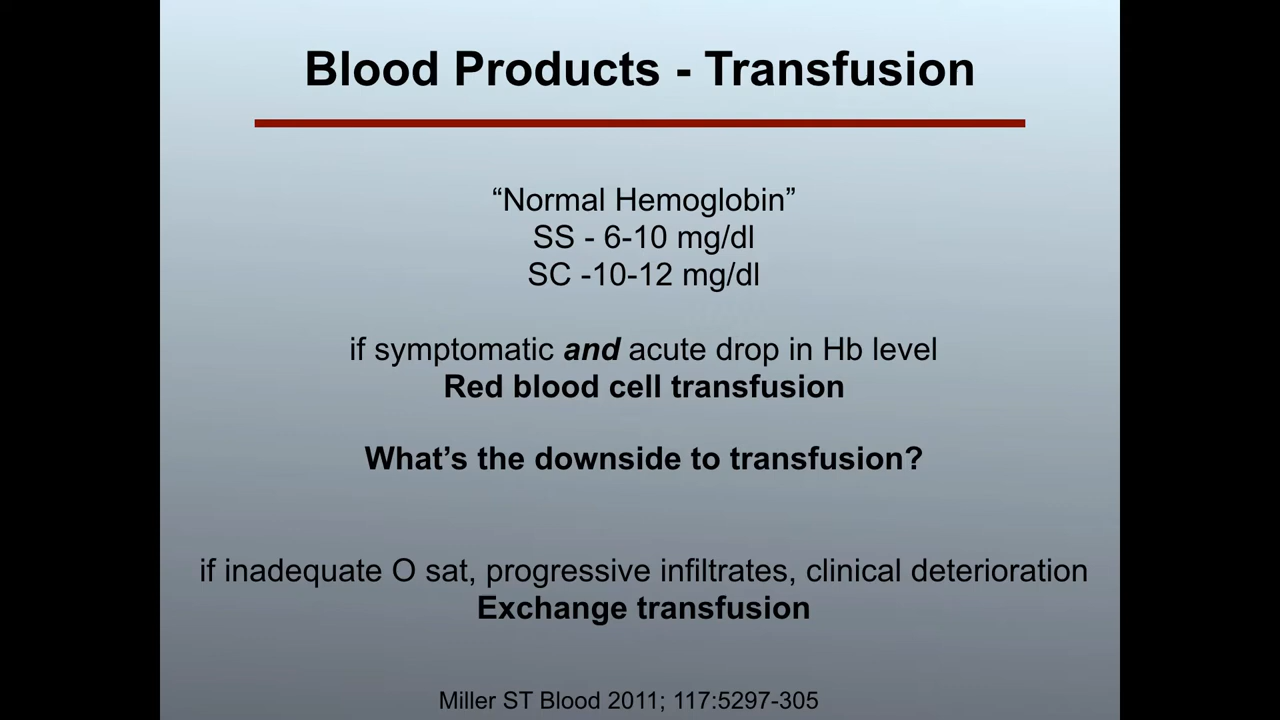 Blood Products - Transfusion
“Normal Hemoglobin”
SS - 6-10 mg/dl
SC -10-12 mg/dl
if symptomatic and acute drop in Hb level
Red blood cell transfusion
What’s the downside to transfusion?
if inadequate O sat, progressive infiltrates, clinical deterioration
Exchange transfusion
Miller ST Blood 2011; 117:5297-305